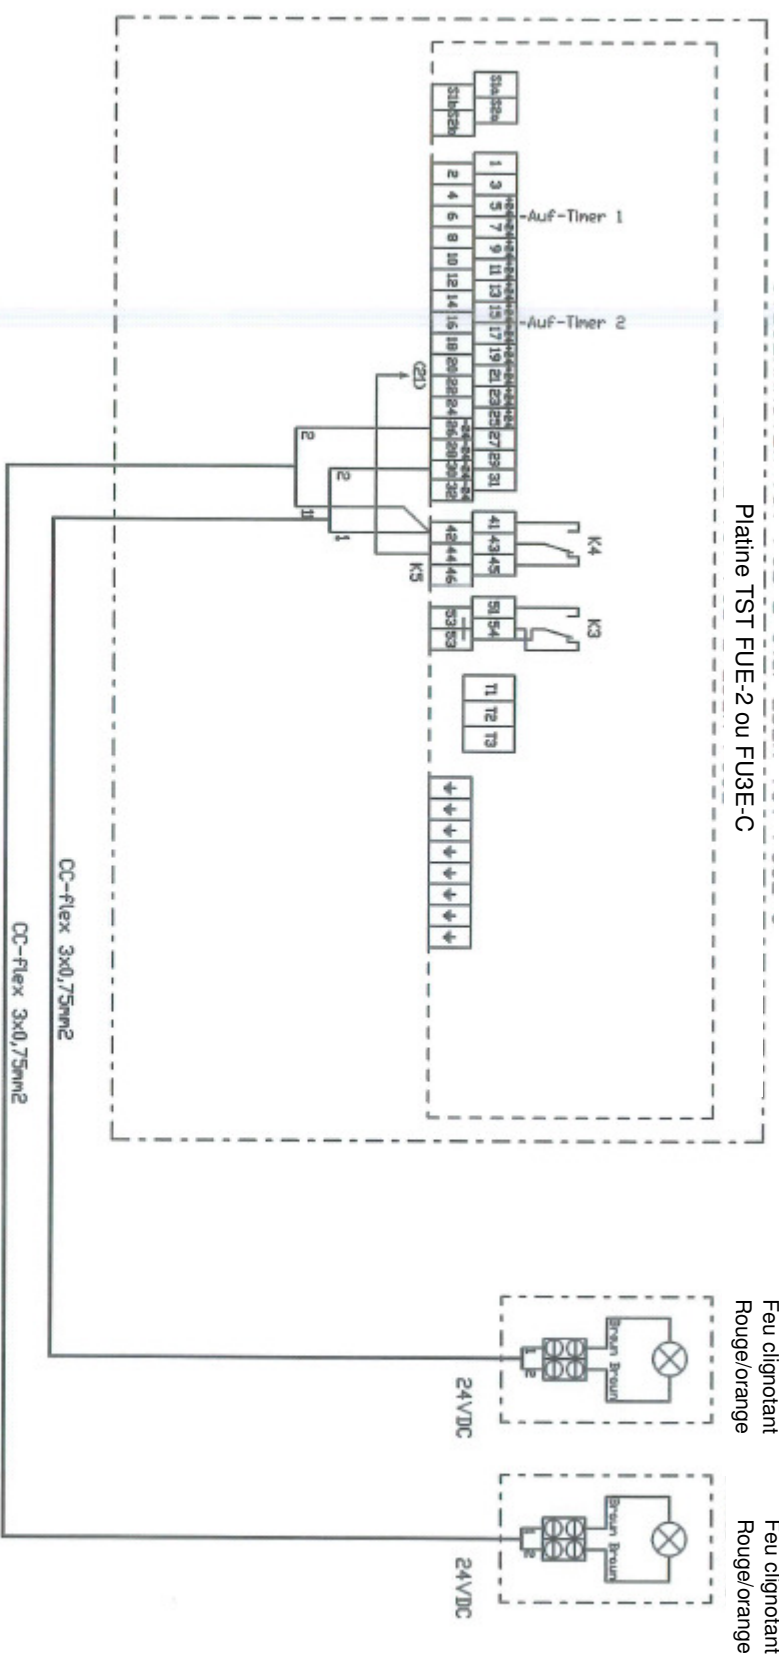 Platine TST FUE-2 ou FU3E-C
Feu clignotant
Rouge/orange
Feu clignotant
Rouge/orange
S1a S2a
S1b S2b
1 3 5 7 9 11 13 15 17 19 21 23 25 27 29 31
2 4 6 8 10 12 14 16 18 20 22 24 26 28 30 32
-Auf-Timer 1
-Auf-Timer 2
(21)
2
2
1
41 43 45
42 44 46
K4
K5
51 54
53 53
K3
T1 T2 T3
Braun Braun
1 2
24VDC
Braun Braun
1 2
24VDC
CC-flex 3x0,75mm2
CC-flex 3x0,75mm2